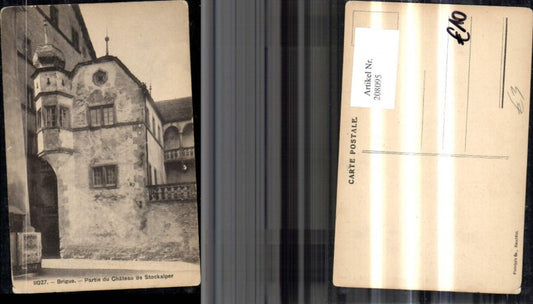 9027. - Brigue. - Partie du Château de Stockalper
Artikel Nr.
208095
£10
CARTE POSTALE.